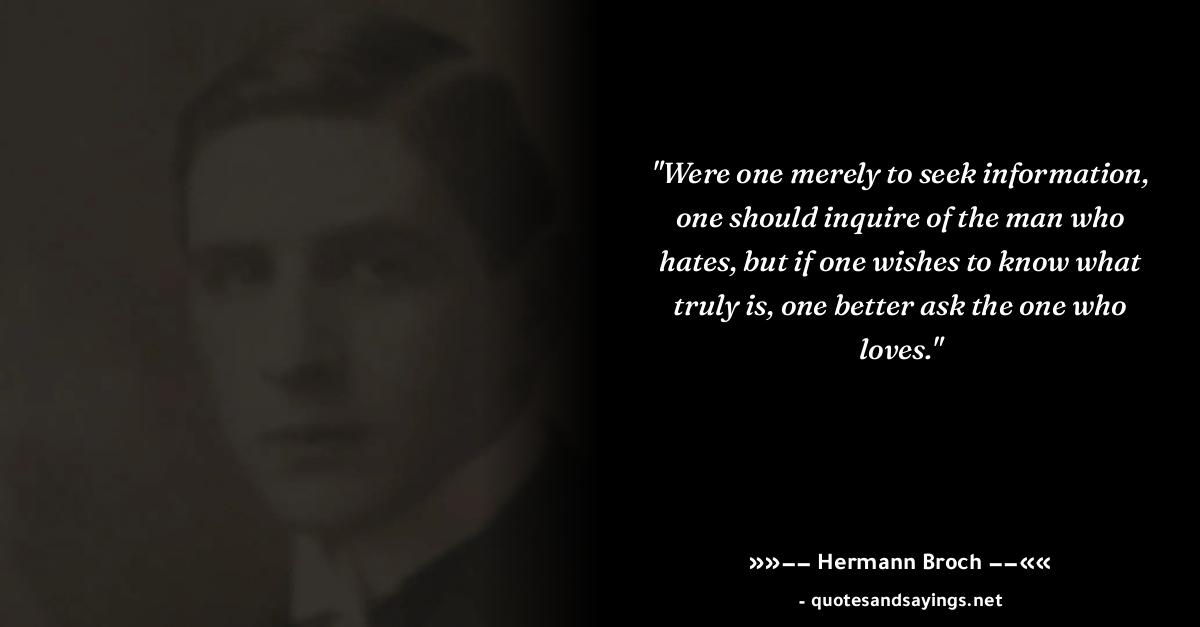 "Were one merely to seek information,
one should inquire of the man who
hates, but if one wishes to know what
truly is, one better ask the one who
loves."
»»−− Hermann Broch −−««
- quotesandsayings.net